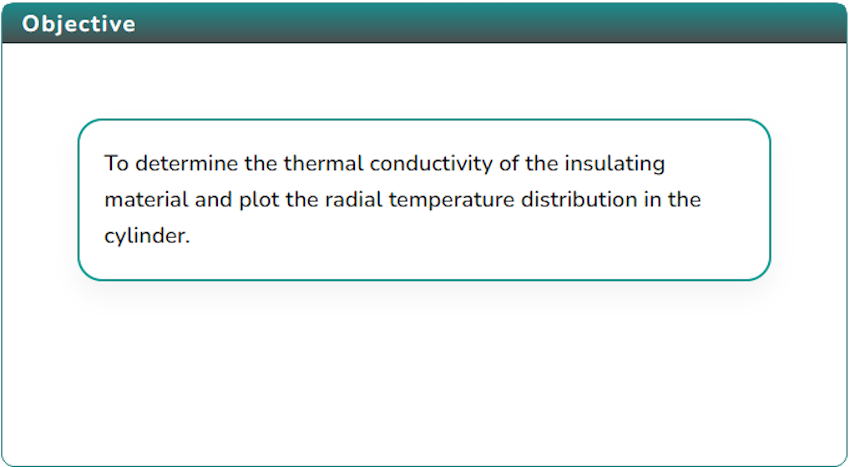 Objective
To determine the thermal conductivity of the insulating
material and plot the radial temperature distribution in the
cylinder.